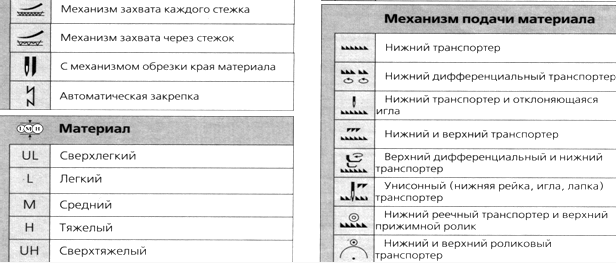 Механизм захвата каждого стежка
Механизм захвата через стежок
С механизмом обрезки края материала
Автоматическая закрепка
L M H Материал
UL Сверхлегкий
L Легкий
M Средний
H Тяжелый
UH Сверхтяжелый
Механизм подачи материала
Нижний транспортер
Нижний дифференциальный транспортер
Нижний транспортер и отклоняющаяся
игла
Нижний и верхний транспортер
Верхний дифференциальный и нижний
транспортер
Унисонный (нижняя рейка, игла, лапка)
транспортер
Нижний реечный транспортер и верхний
прижимной ролик
Нижний и верхний роликовый
транспортер